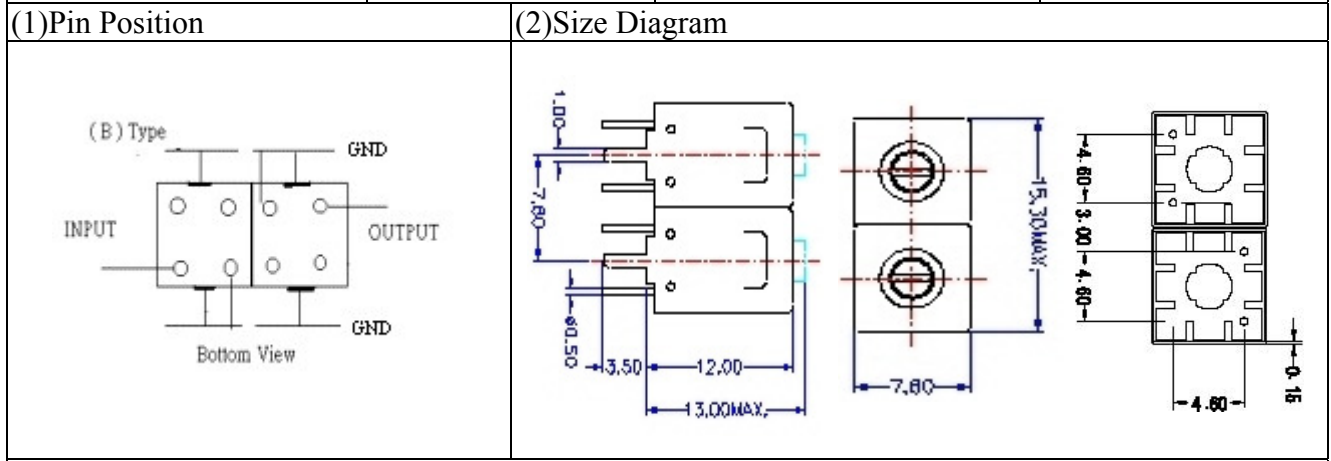 (1)Pin Position
(2)Size Diagram
(B) Type
GND
INPUT
OUTPUT
GND
Bottom View
1.00
7.60
ø0.50
3.50
12.00
13.00MAX.
15.30MAX.
7.60
4.60
3.00
4.60
0.15
4.60